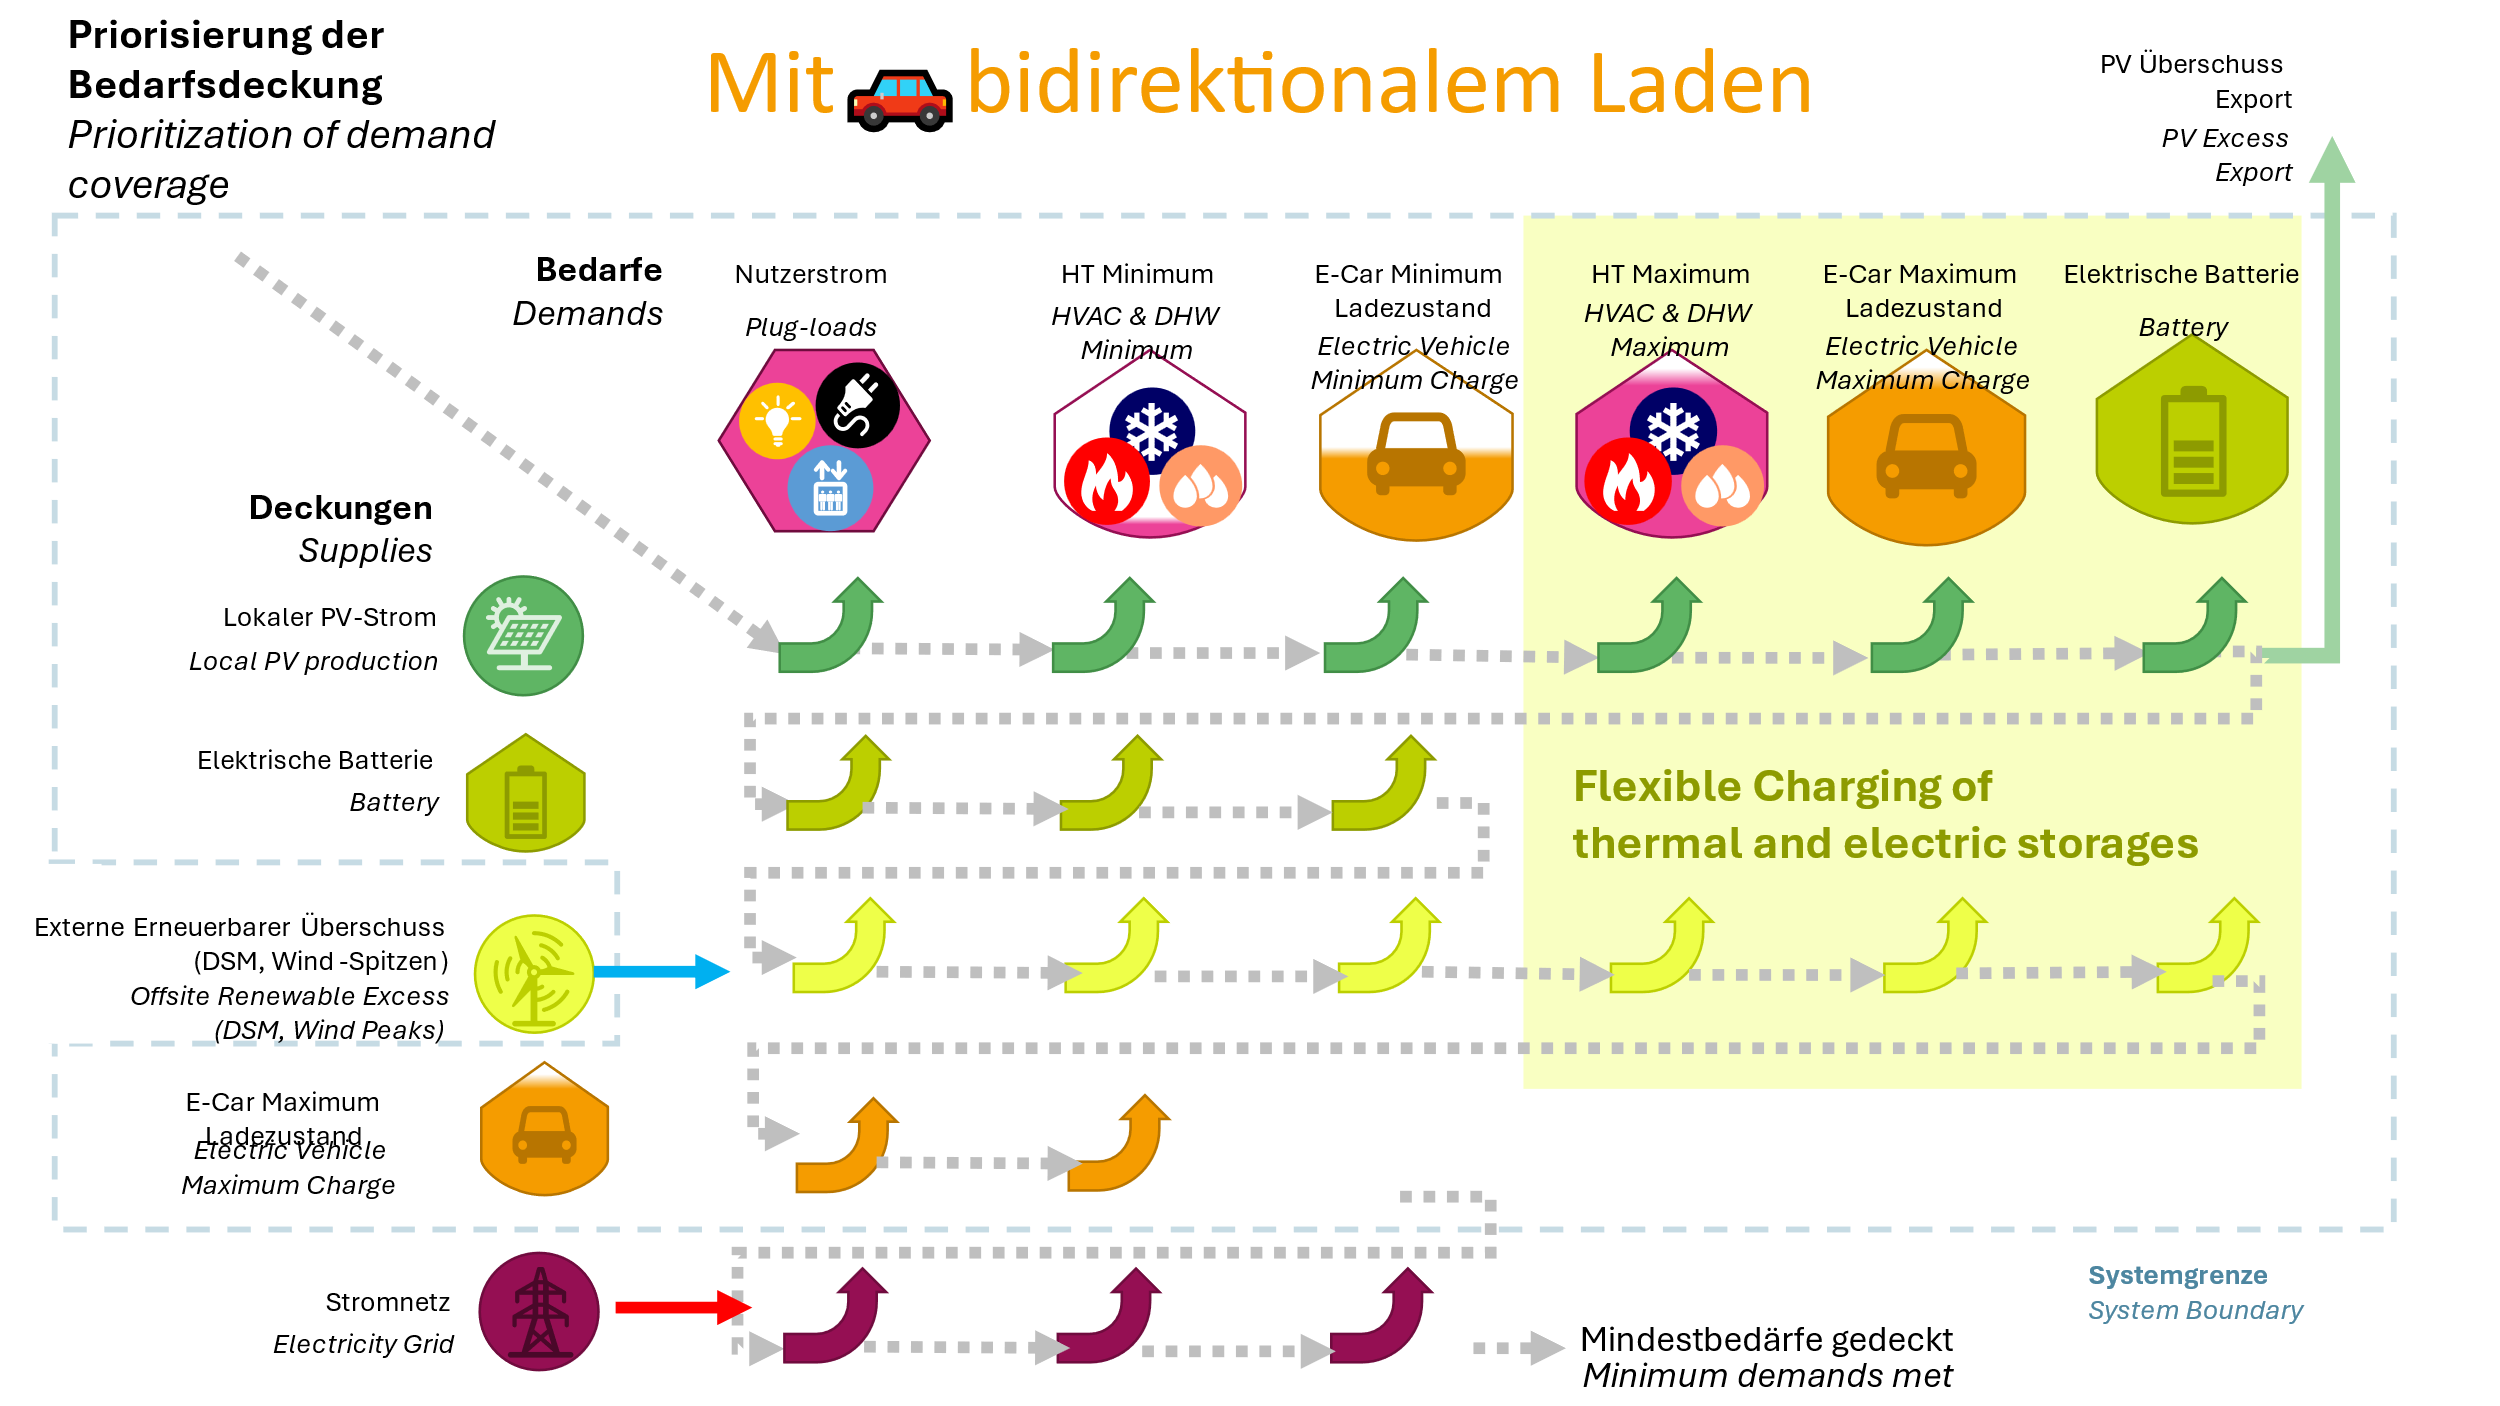 Priorisierung der
Bedarfsdeckung
Prioritization of demand
coverage
Mit bidirektionalem Laden
PV Überschuss
Export
PV Excess
Export
Bedarfe
Demands
Nutzerstrom
Plug-loads
HT Minimum
HVAC & DHW
Minimum
E-Car Minimum
Ladezustand
Electric Vehicle
Minimum Charge
HT Maximum
HVAC & DHW
Maximum
E-Car Maximum
Ladezustand
Electric Vehicle
Maximum Charge
Elektrische Batterie
Battery
Deckungen
Supplies
Lokaler PV-Strom
Local PV production
Elektrische Batterie
Battery
Flexible Charging of
thermal and electric storages
Externe Erneuerbarer Überschuss
(DSM, Wind-Spitzen)
Offsite Renewable Excess
(DSM, Wind Peaks)
E-Car Maximum
Ladezustand
Electric Vehicle
Maximum Charge
Stromnetz
Electricity Grid
Systemgrenze
System Boundary
Mindestbedärfe gedeckt
Minimum demands met